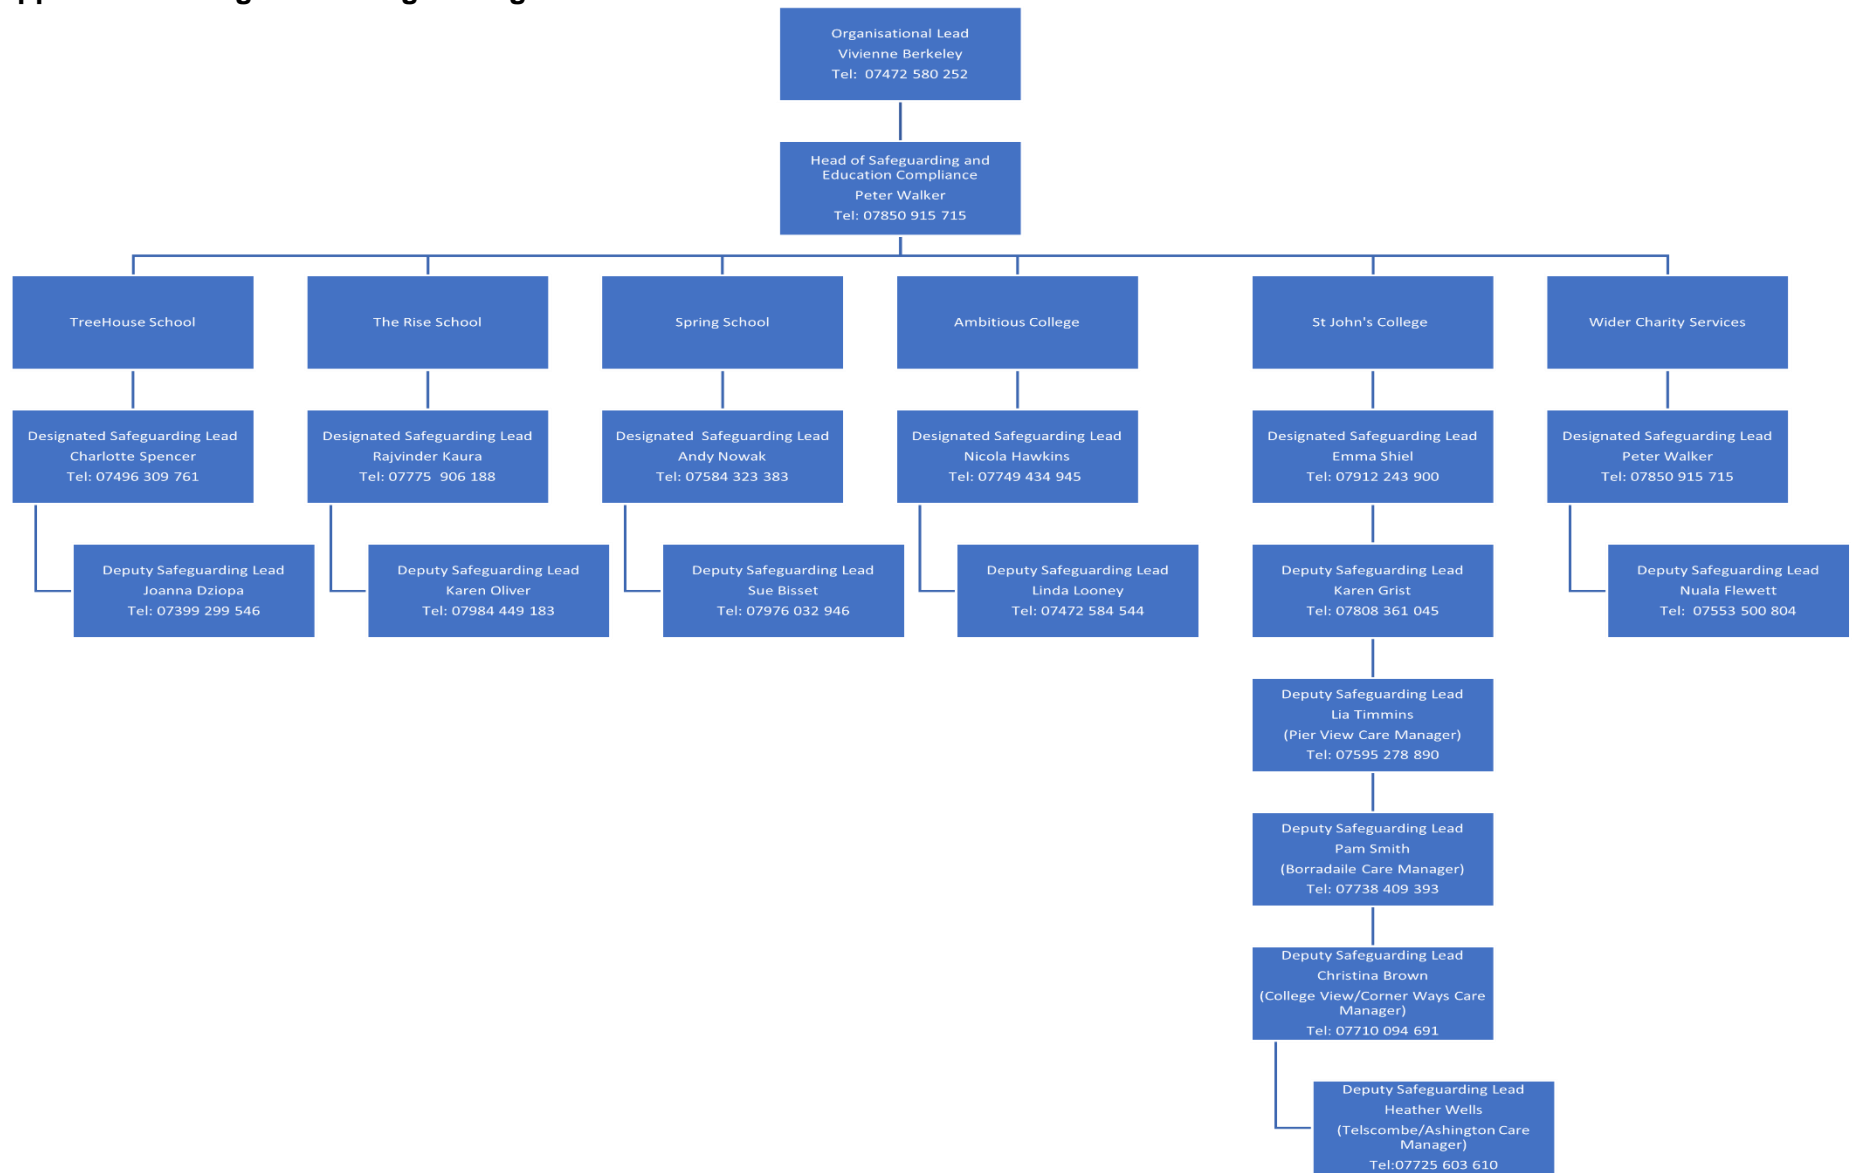 Organisational Lead
Vivienne Berkeley
Tel:  07472 580 252
Head of Safeguarding and
Education Compliance
Peter Walker
Tel: 07850 915 715
TreeHouse School
The Rise School
Spring School
Ambitious College
St John's College
Wider Charity Services
Designated Safeguarding Lead
Charlotte Spencer
Tel: 07496 309 761
Designated Safeguarding Lead
Rajvinder Kaura
Tel: 07775  906 188
Designated  Safeguarding Lead
Andy Nowak
Tel: 07584 323 383
Designated Safeguarding Lead
Nicola Hawkins
Tel: 07749 434 945
Designated Safeguarding Lead
Emma Shiel
Tel: 07912 243 900
Designated Safeguarding Lead
Peter Walker
Tel: 07850 915 715
Deputy Safeguarding Lead
Joanna Dziopa
Tel: 07399 299 546
Deputy Safeguarding Lead
Karen Oliver
Tel: 07984 449 183
Deputy Safeguarding Lead
Sue Bisset
Tel: 07976 032 946
Deputy Safeguarding Lead
Linda Looney
Tel: 07472 584 544
Deputy Safeguarding Lead
Karen Grist
Tel: 07808 361 045
Deputy Safeguarding Lead
Nuala Flewett
Tel:  07553 500 804
Deputy Safeguarding Lead
Lia Timmins
(Pier View Care Manager)
Tel: 07595 278 890
Deputy Safeguarding Lead
Pam Smith
(Borradaile Care Manager)
Tel: 07738 409 393
Deputy Safeguarding Lead
Christina Brown
(College View/Corner Ways Care
Manager)
Tel: 07710 094 691
Deputy Safeguarding Lead
Heather Wells
(Telscombe/Ashington Care
Manager)
Tel:07725 603 610